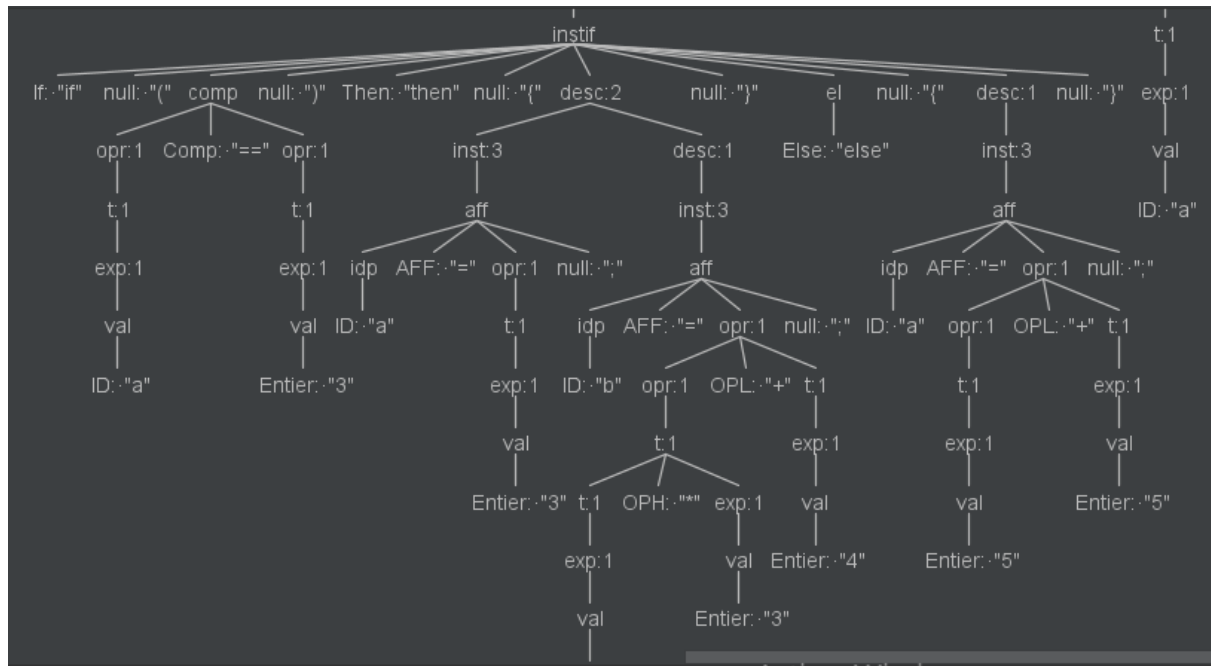 instif t:1
If:·"if" null:·"(" comp null:·")" Then:·"then" null:·"{" desc:2 null:·"}" el null:·"{" desc:1 null:·"}" exp:1
opr:1 Comp:·"==" opr:1 inst:3 desc:1 Else:·"else" inst:3 val
t:1 t:1 aff inst:3 aff ID:·"a"
exp:1 exp:1 idp AFF:·"=" opr:1 null:·";" aff idp AFF:·"=" opr:1 null:·";"
val val ID:·"a" t:1 idp AFF:·"=" opr:1 null:·";" ID:·"a" opr:1 OPL:·"+" t:1
ID:·"a" Entier:·"3" exp:1 ID:·"b" opr:1 OPL:·"+" t:1 t:1 exp:1
val t:1 exp:1 exp:1 val
Entier:·"3" t:1 OPH:·"*" exp:1 val val Entier:·"5"
exp:1 val Entier:·"4" Entier:·"5"
val Entier:·"3"